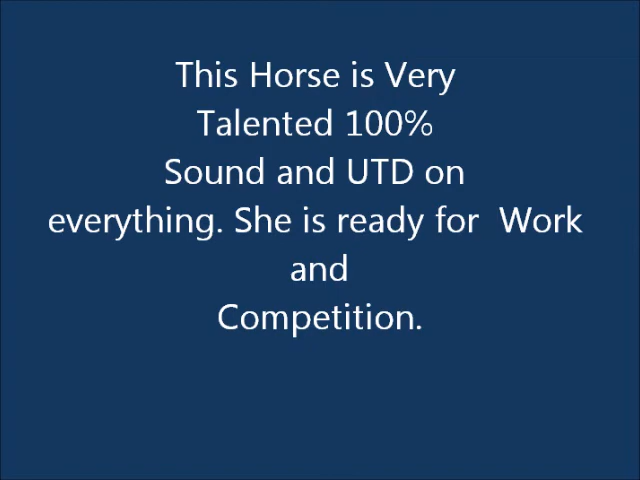 This Horse is Very
Talented 100%
Sound and UTD on
everything. She is ready for  Work
and
Competition.